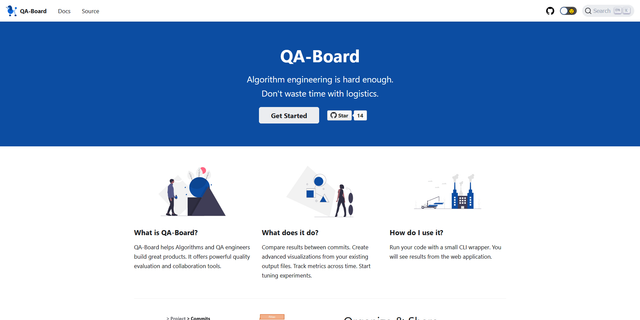 QA-Board Docs Source Search
QA-Board
Algorithm engineering is hard enough.
Don't waste time with logistics.
Get Started Star 14
What is QA-Board?
QA-Board helps Algorithms and QA engineers
build great products. It offers powerful quality
evaluation and collaboration tools.
What does it do?
Compare results between commits. Create
advanced visualizations from your existing
output files. Track metrics across time. Start
tuning experiments.
How do I use it?
Run your code with a small CLI wrapper. You
will see results from the web application.
> Project > Commits